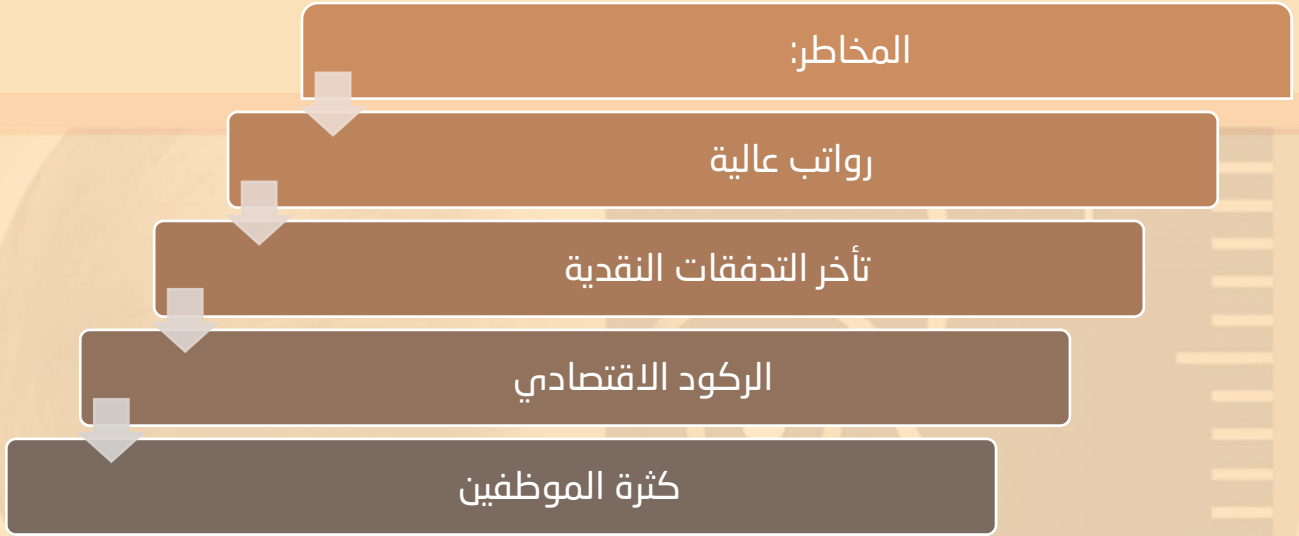 المخاطر:
رواتب عالية
تأخر التدفقات النقدية
الركود الاقتصادي
كثرة الموظفين